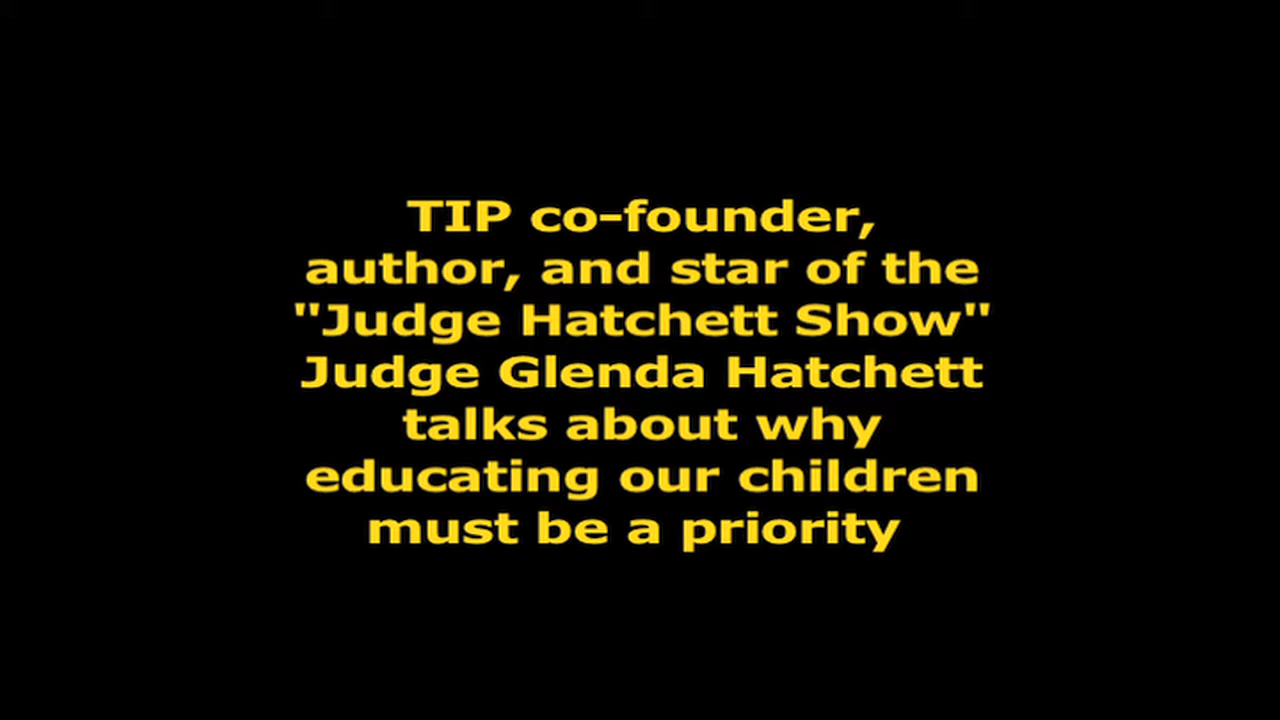 TIP co-founder,
author, and star of the
"Judge Hatchett Show"
Judge Glenda Hatchett
talks about why
educating our children
must be a priority